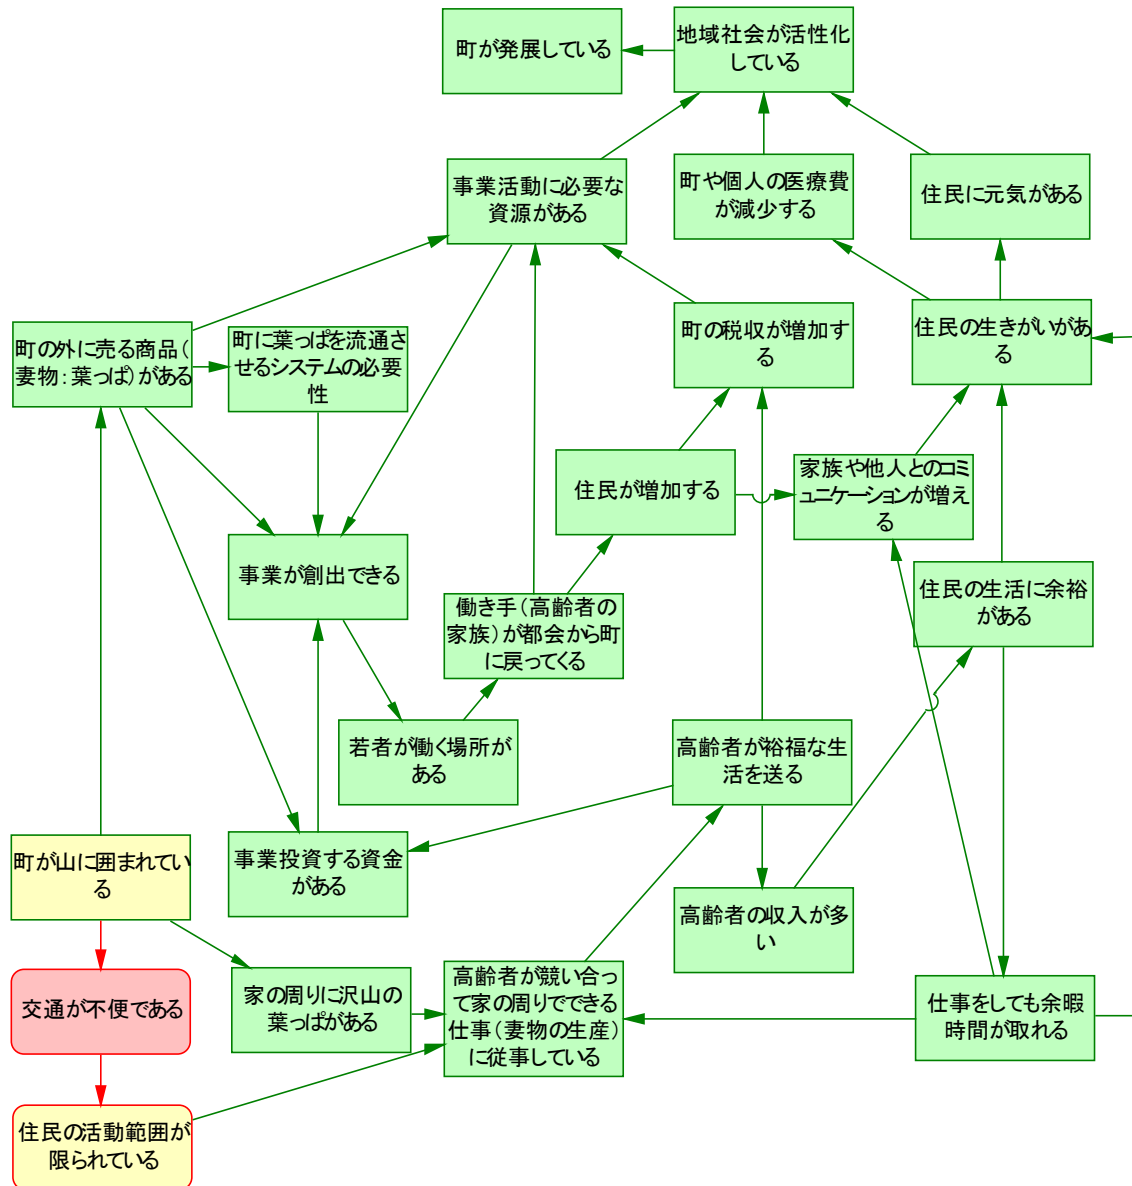 町が発展している
地域社会が活性化
している
事業活動に必要な
資源がある
町や個人の医療費
が減少する
住民に元気がある
町の外に売る商品(
妻物:葉っぱ)がある
町に葉っぱを流通さ
せるシステムの必要
性
町の税収が増加す
る
住民の生きがいがあ
る
住民が増加する
家族や他人とのコミ
ュニケーションが増え
る
事業が創出できる
働き手(高齢者の
家族)が都会から町
に戻ってくる
住民の生活に余裕
がある
若者が働く場所が
ある
高齢者が裕福な生
活を送る
町が山に囲まれてい
る
事業投資する資金
がある
高齢者の収入が多
い
交通が不便である
家の周りに沢山の
葉っぱがある
高齢者が競い合っ
て家の周りでできる
仕事(妻物の生産)
に従事している
仕事をしても余暇
時間が取れる
住民の活動範囲が
限られている